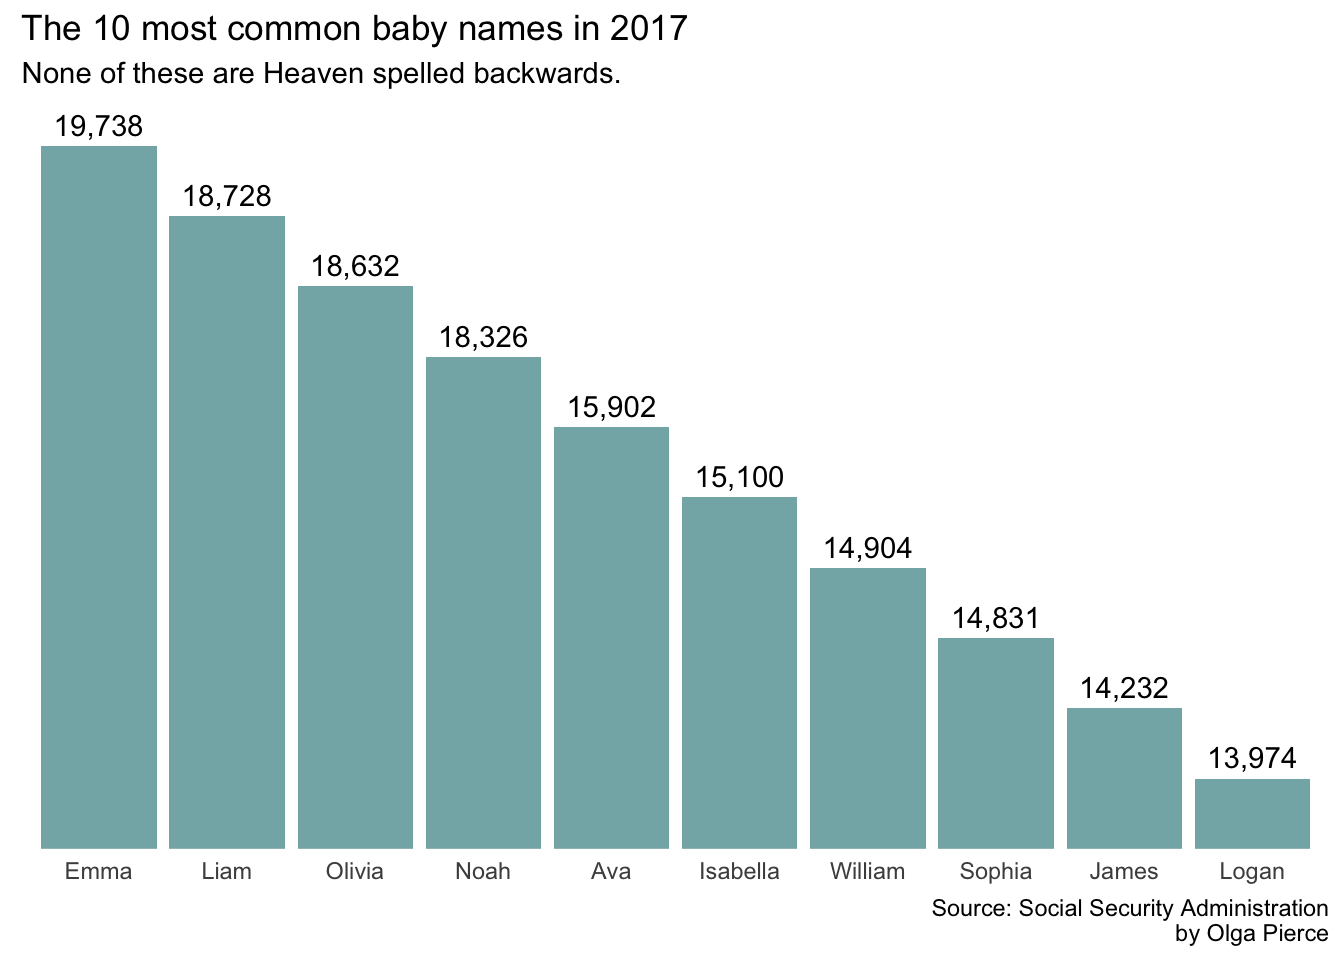 The 10 most common baby names in 2017
None of these are Heaven spelled backwards.
19,738
18,728
18,632
18,326
15,902
15,100
14,904
14,831
14,232
13,974
Emma Liam Olivia Noah Ava Isabella William Sophia James Logan
Source: Social Security Administration
by Olga Pierce